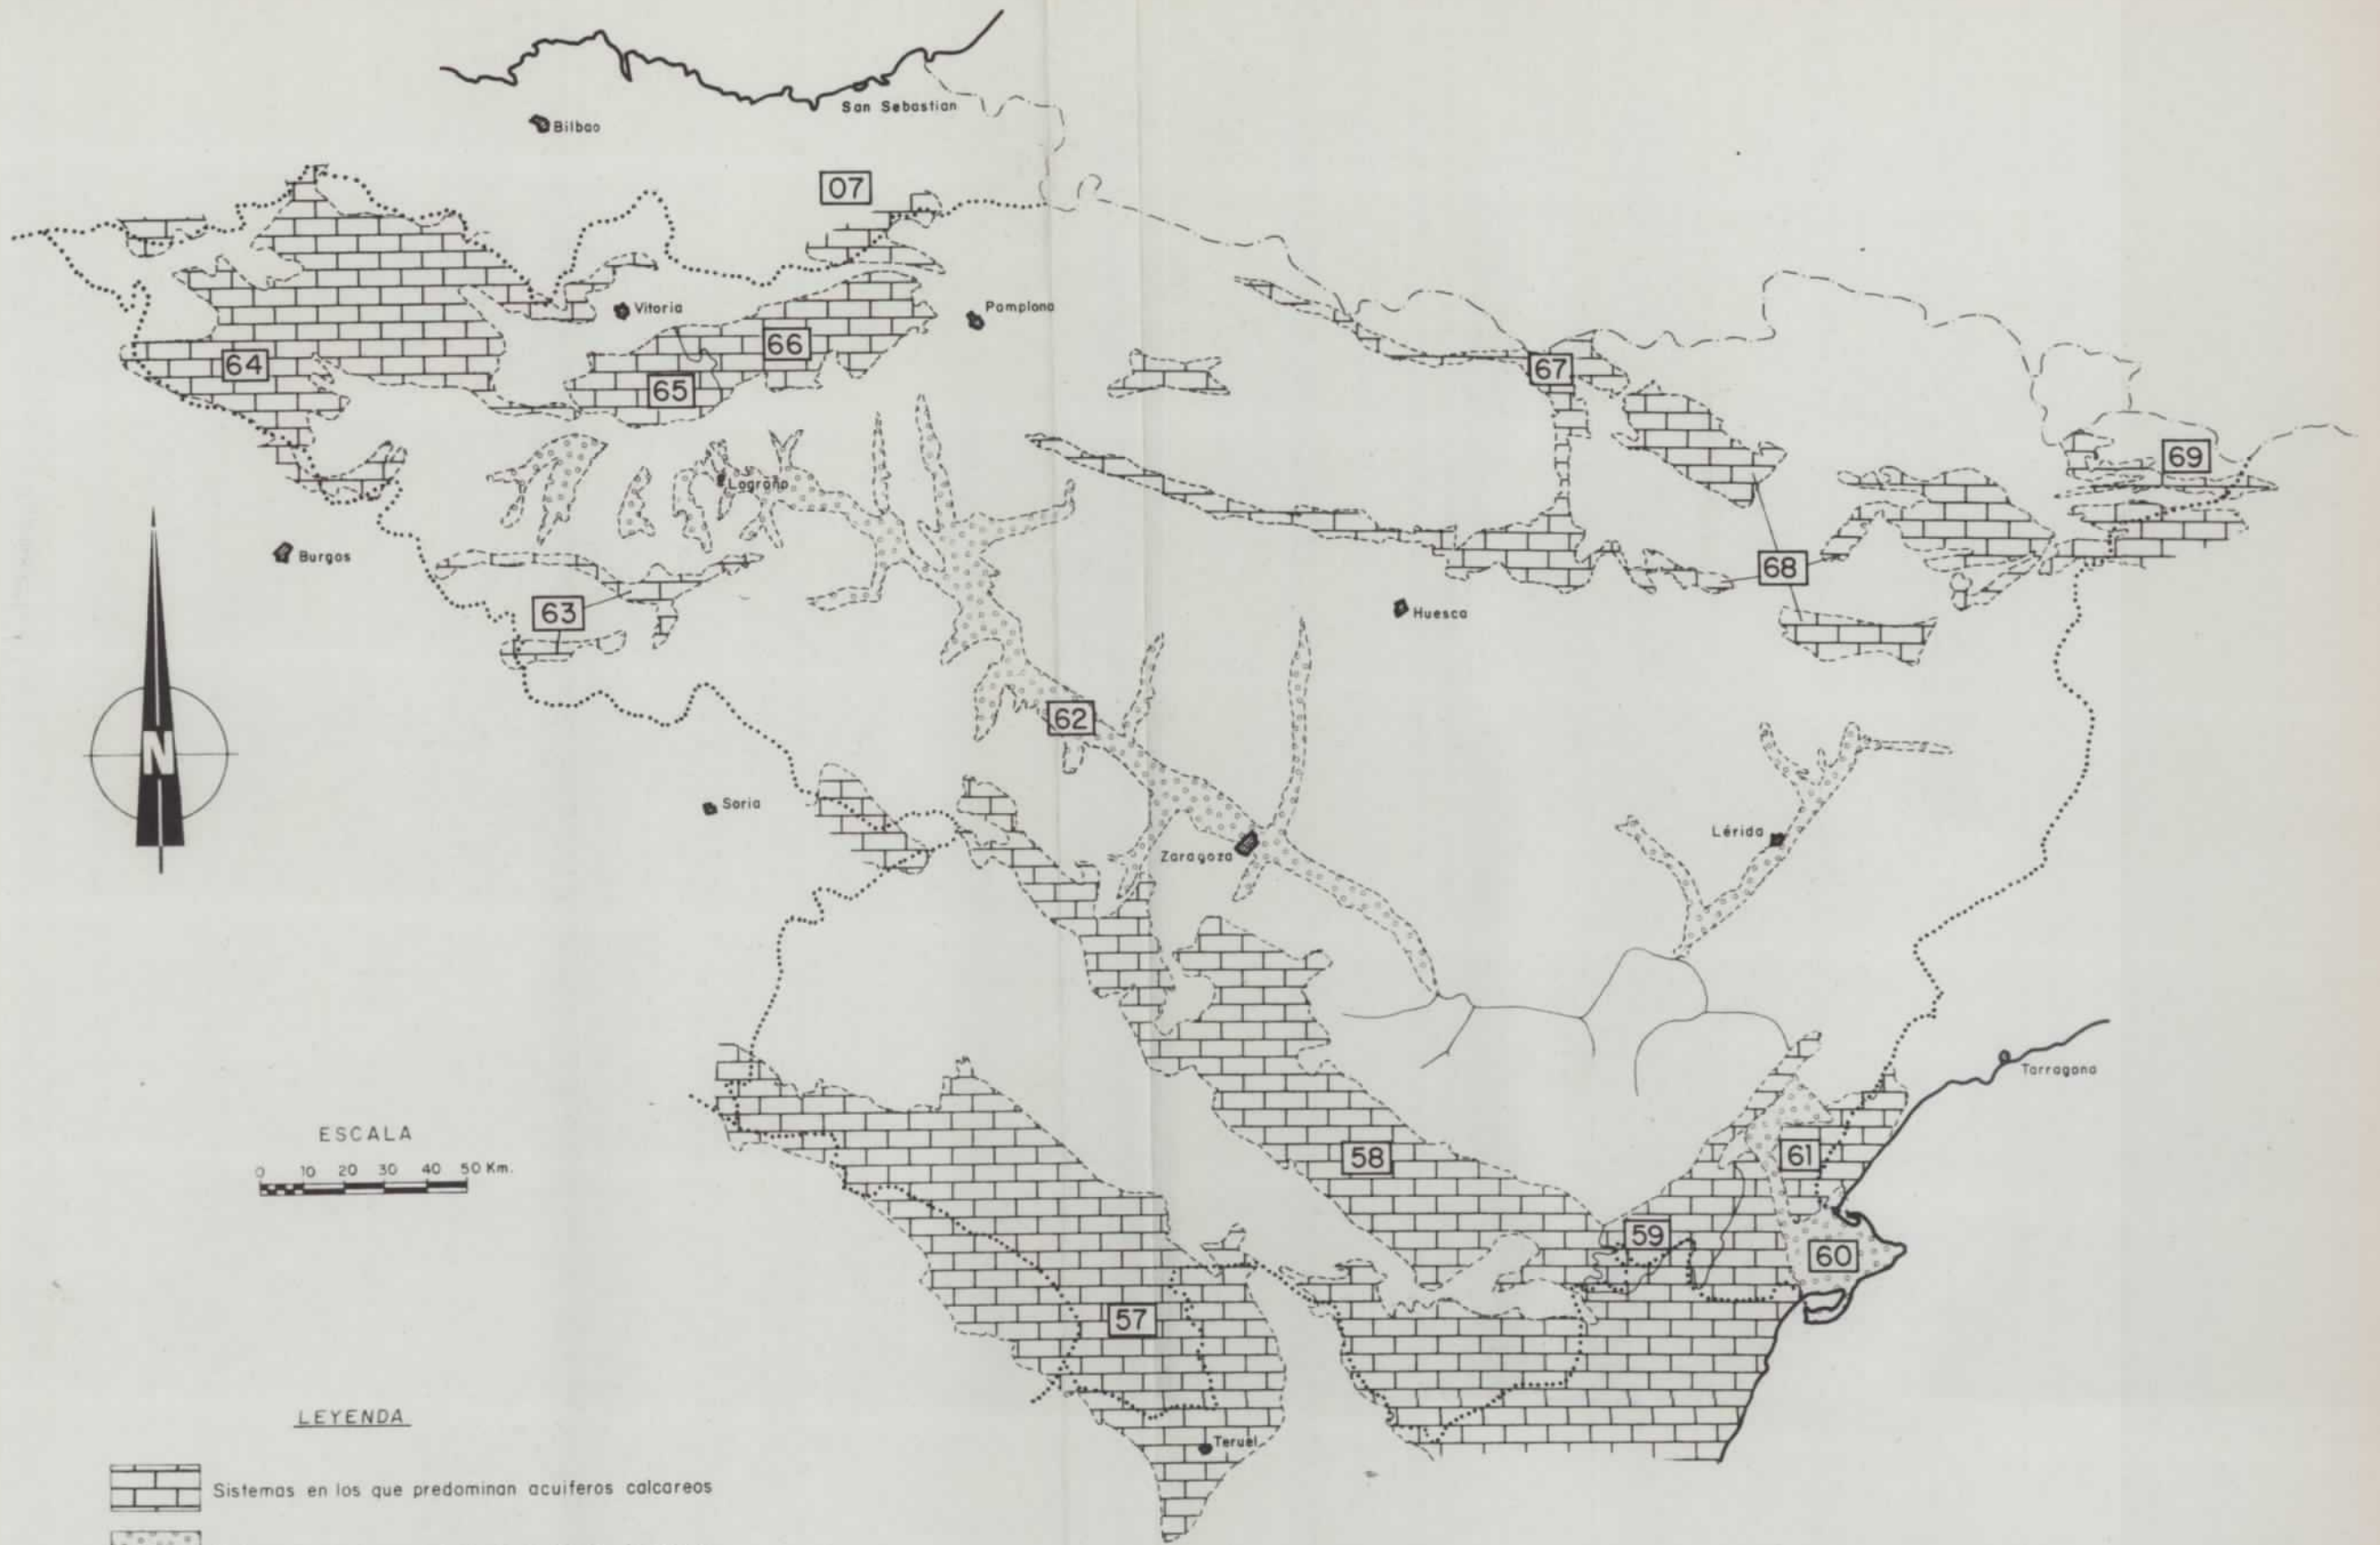 San Sebastian
Bilbao
07
Vitoria
Pamplona
66
64
65
67
69
Logroño
Burgos
68
63
Huesca
62
N
Soria
Lérida
Zaragoza
Tarragona
ESCALA
0 10 20 30 40 50 Km.
58
61
59
60
57
LEYENDA
Teruel
Sistemas en los que predominan acuiferos calcareos